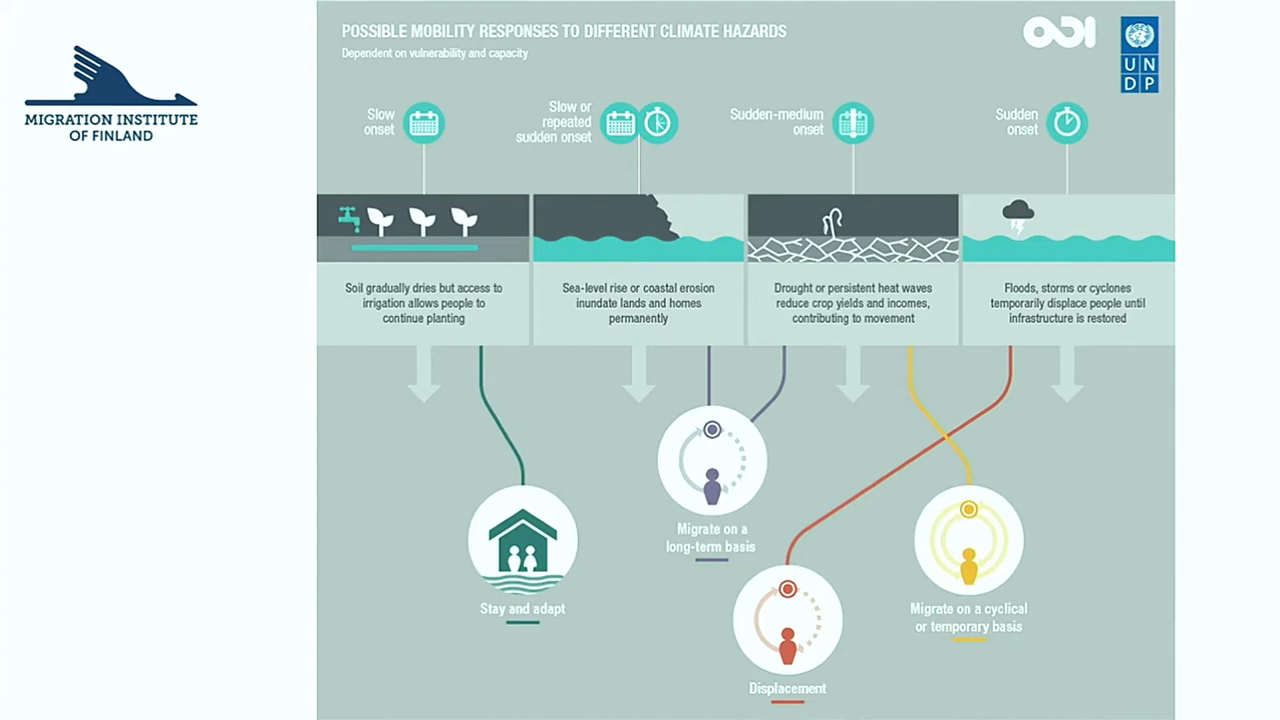 MIGRATION INSTITUTE
OF FINLAND
POSSIBLE MOBILITY RESPONSES TO DIFFERENT CLIMATE HAZARDS
Dependent on vulnerability and capacity
ODI
U N
D P
Slow
onset
Slow or
repeated
sudden onset
Sudden-medium
onset
Sudden
onset
Soil gradually dries but access to
irrigation allows people to
continue planting
Sea-level rise or coastal erosion
inundate lands and homes
permanently
Drought or persistent heat waves
reduce crop yields and incomes,
contributing to movement
Floods, storms or cyclones
temporarily displace people until
infrastructure is restored
Migrate on a
long-term basis
Stay and adapt
Migrate on a cyclical
or temporary basis
Displacement